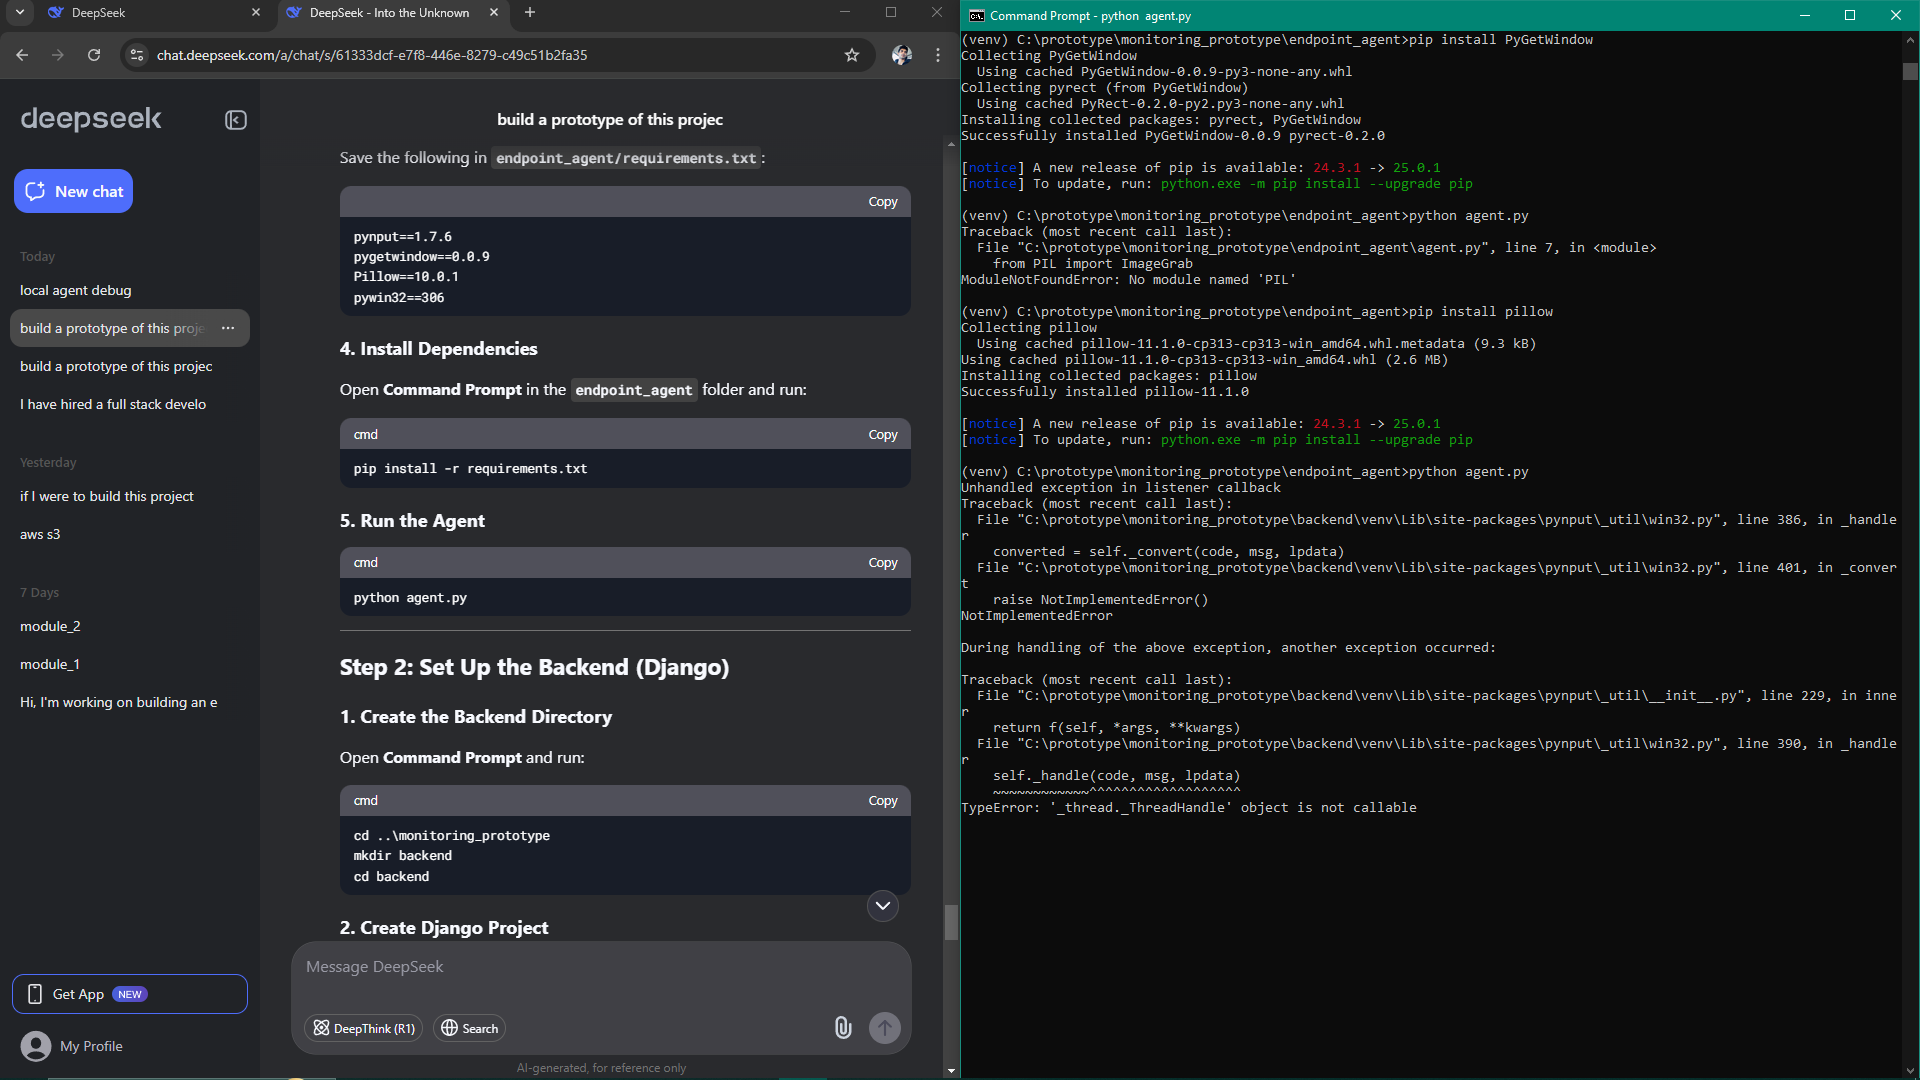 DeepSeek
DeepSeek - Into the Unknown
chat.deepseek.com/a/chat/s/61333dcf-e7f8-446e-8279-c49c51b2fa35
deepseek
New chat
Today
local agent debug
build a prototype of this proje
build a prototype of this projec
I have hired a full stack develo
Yesterday
if I were to build this project
aws s3
7 Days
module_2
module_1
Hi, I'm working on building an e
Get App NEW
My Profile
build a prototype of this projec
Save the following in endpoint_agent/requirements.txt:
Copy
pynput==1.7.6
pygetwindow==0.0.9
Pillow==10.0.1
pywin32==306
4. Install Dependencies
Open Command Prompt in the endpoint_agent folder and run:
cmd Copy
pip install -r requirements.txt
5. Run the Agent
cmd Copy
python agent.py
Step 2: Set Up the Backend (Django)
1. Create the Backend Directory
Open Command Prompt and run:
cmd Copy
cd ..\monitoring_prototype
mkdir backend
cd backend
2. Create Django Project
Message DeepSeek
DeepThink (R1) Search
AI-generated, for reference only
Command Prompt - python agent.py
(venv) C:\prototype\monitoring_prototype\endpoint_agent>pip install PyGetWindow
Collecting PyGetWindow
  Using cached PyGetWindow-0.0.9-py3-none-any.whl
Collecting pyrect (from PyGetWindow)
  Using cached PyRect-0.2.0-py2.py3-none-any.whl
Installing collected packages: pyrect, PyGetWindow
Successfully installed PyGetWindow-0.0.9 pyrect-0.2.0
[notice] A new release of pip is available: 24.3.1 -> 25.0.1
[notice] To update, run: python.exe -m pip install --upgrade pip
(venv) C:\prototype\monitoring_prototype\endpoint_agent>python agent.py
Traceback (most recent call last):
  File "C:\prototype\monitoring_prototype\endpoint_agent\agent.py", line 7, in <module>
    from PIL import ImageGrab
ModuleNotFoundError: No module named 'PIL'
(venv) C:\prototype\monitoring_prototype\endpoint_agent>pip install pillow
Collecting pillow
  Using cached pillow-11.1.0-cp313-cp313-win_amd64.whl.metadata (9.3 kB)
Using cached pillow-11.1.0-cp313-cp313-win_amd64.whl (2.6 MB)
Installing collected packages: pillow
Successfully installed pillow-11.1.0
[notice] A new release of pip is available: 24.3.1 -> 25.0.1
[notice] To update, run: python.exe -m pip install --upgrade pip
(venv) C:\prototype\monitoring_prototype\endpoint_agent>python agent.py
Unhandled exception in listener callback
Traceback (most recent call last):
  File "C:\prototype\monitoring_prototype\backend\venv\Lib\site-packages\pynput\_util\win32.py", line 386, in _handle
r
    converted = self._convert(code, msg, lpdata)
  File "C:\prototype\monitoring_prototype\backend\venv\Lib\site-packages\pynput\_util\win32.py", line 401, in _conver
t
    raise NotImplementedError()
NotImplementedError
During handling of the above exception, another exception occurred:
Traceback (most recent call last):
  File "C:\prototype\monitoring_prototype\backend\venv\Lib\site-packages\pynput\_util\__init__.py", line 229, in inne
r
    return f(self, *args, **kwargs)
  File "C:\prototype\monitoring_prototype\backend\venv\Lib\site-packages\pynput\_util\win32.py", line 390, in _handle
r
    self._handle(code, msg, lpdata)
    ~~~~~~~~~~~~^^^^^^^^^^^^^^^^^^^
TypeError: '_thread._ThreadHandle' object is not callable